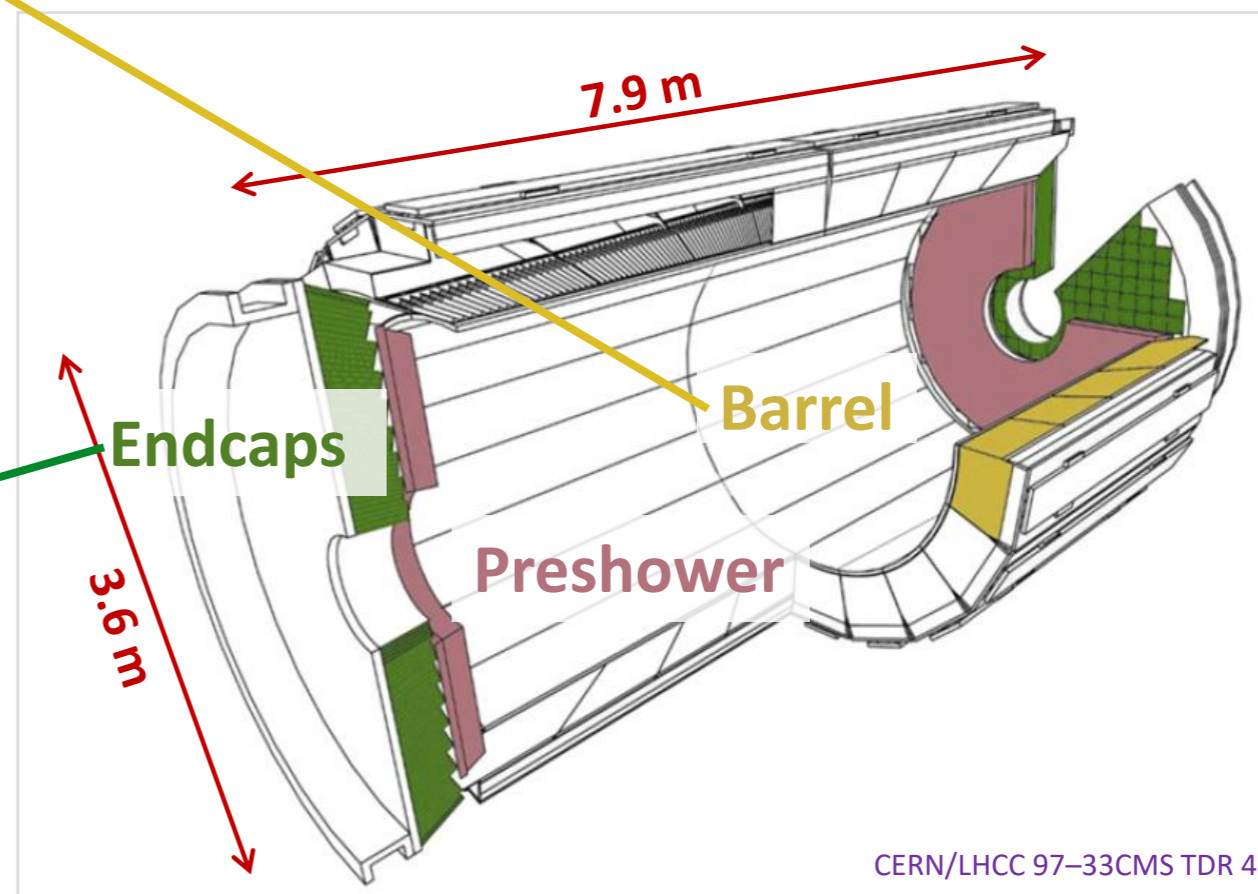 7.9 m
Barrel
Endcaps
Preshower
3.6 m
CERN/LHCC 97–33CMS TDR 4